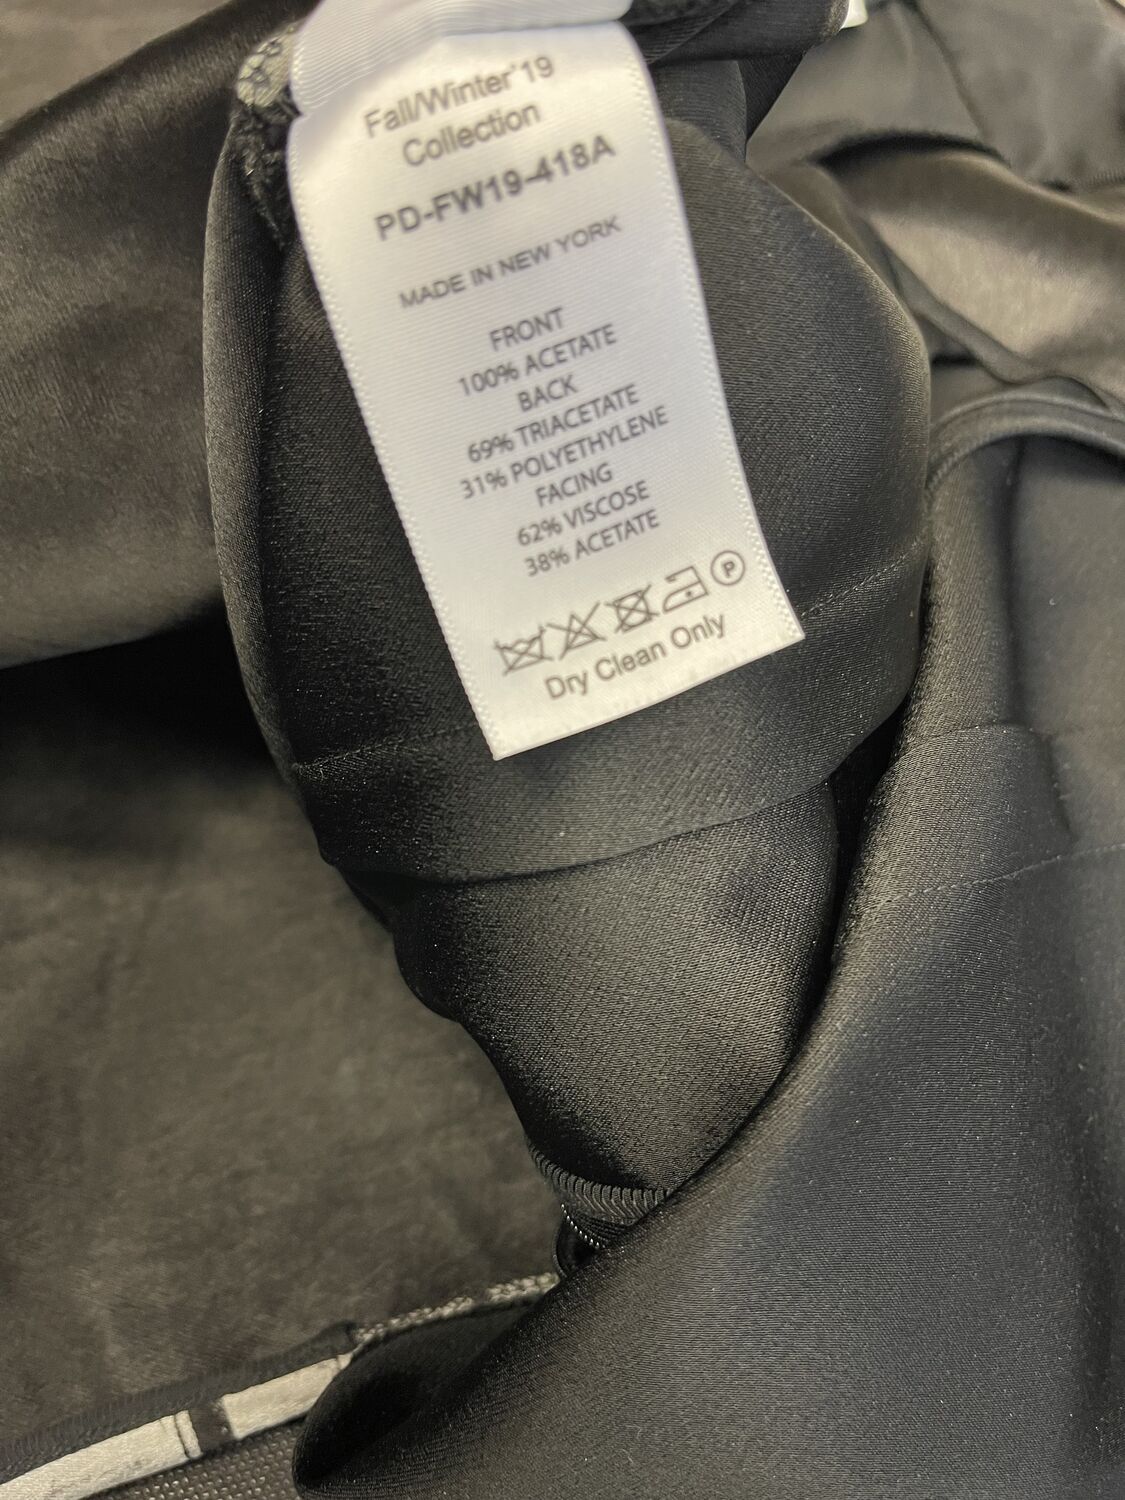 Fall/Winter'19
Collection
PD-FW19-418A
MADE IN NEW YORK
FRONT
100% ACETATE
BACK
69% TRIACETATE
31% POLYETHYLENE
FACING
62% VISCOSE
38% ACETATE
P
Dry Clean Only